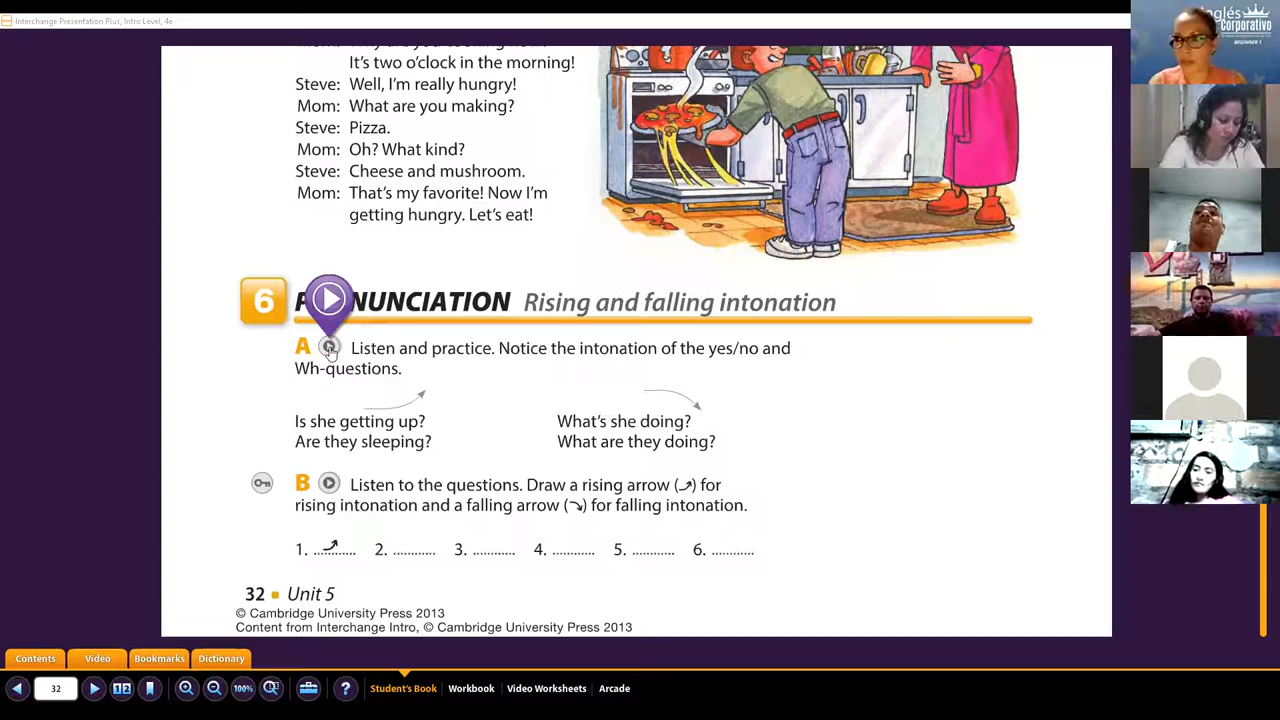 Interchange Presentation Plus, Intro Level, 4e
Inglés
Corporativo
BEGINNER 1
It's two o'clock in the morning!
Steve: Well, I'm really hungry!
Mom: What are you making?
Steve: Pizza.
Mom: Oh? What kind?
Steve: Cheese and mushroom.
Mom: That's my favorite! Now I'm
getting hungry. Let's eat!
6 PRONUNCIATION Rising and falling intonation
A Listen and practice. Notice the intonation of the yes/no and
Wh-questions.
Is she getting up? What's she doing?
Are they sleeping? What are they doing?
B Listen to the questions. Draw a rising arrow (⤴) for
rising intonation and a falling arrow (⤵) for falling intonation.
1. ............ 2. ............ 3. ............ 4. ............ 5. ............ 6. ............
32 ▪ Unit 5
© Cambridge University Press 2013
Content from Interchange Intro, © Cambridge University Press 2013
Contents Video Bookmarks Dictionary
32 12 100% ? Student's Book Workbook Video Worksheets Arcade